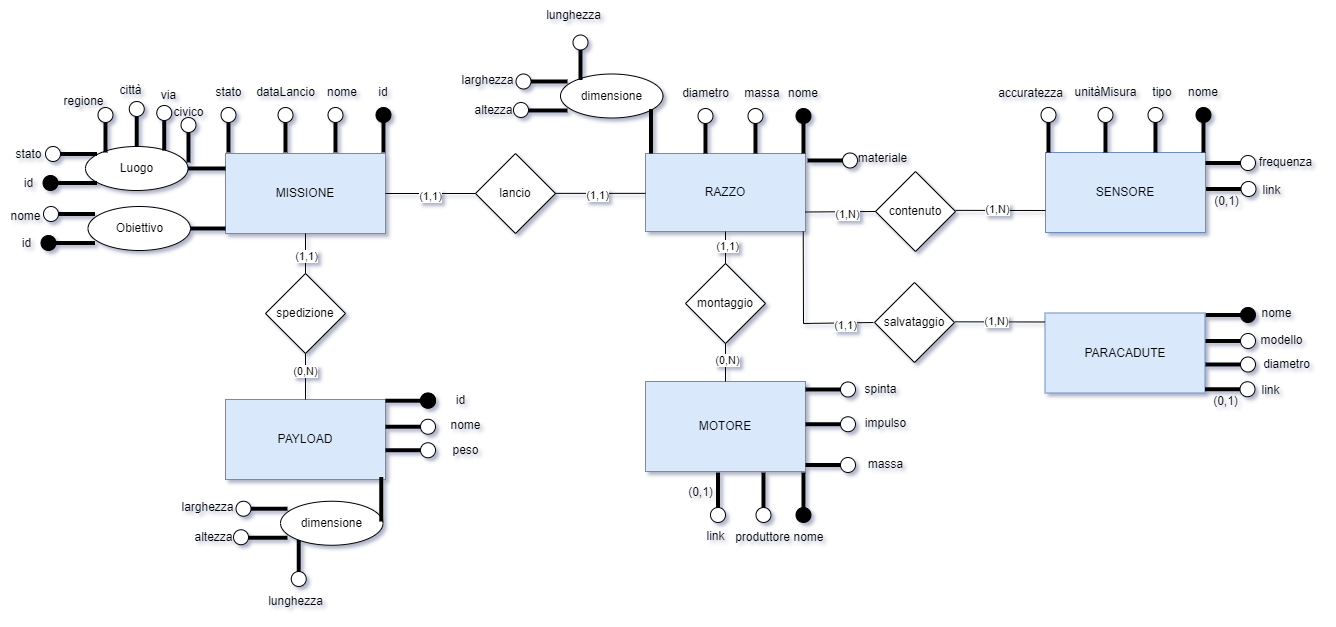 lunghezza
larghezza
altezza
dimensione
regione
città
via
civico
stato
dataLancio
nome
id
diametro
massa
nome
materiale
accuratezza
unitàMisura
tipo
nome
frequenza
link
(0,1)
stato
id
Luogo
nome
id
Obiettivo
MISSIONE
(1,1)
lancio
(1,1)
RAZZO
(1,N)
contenuto
(1,N)
SENSORE
(1,1)
spedizione
(0,N)
(1,1)
montaggio
(0,N)
(1,1)
salvataggio
(1,N)
PARACADUTE
nome
modello
diametro
link
(0,1)
PAYLOAD
id
nome
peso
larghezza
altezza
dimensione
lunghezza
MOTORE
spinta
impulso
massa
(0,1)
link
produttore
nome